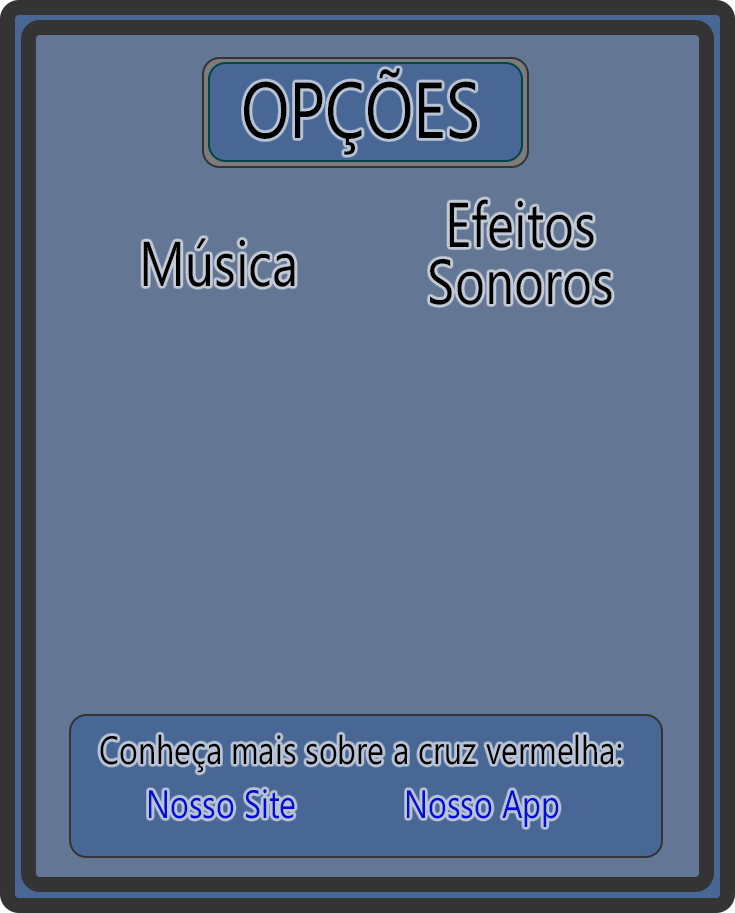 OPÇÕES
Música
Efeitos
Sonoros
Conheça mais sobre a cruz vermelha:
Nosso Site
Nosso App